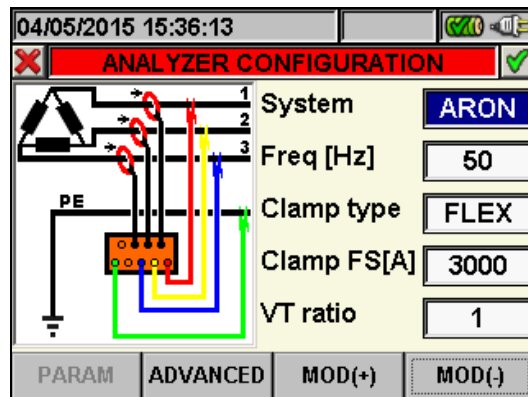 04/05/2015 15:36:13
ANALYZER CONFIGURATION
1
2
3
PE
System ARON
Freq [Hz] 50
Clamp type FLEX
Clamp FS[A] 3000
VT ratio 1
PARAM ADVANCED MOD(+) MOD(-)